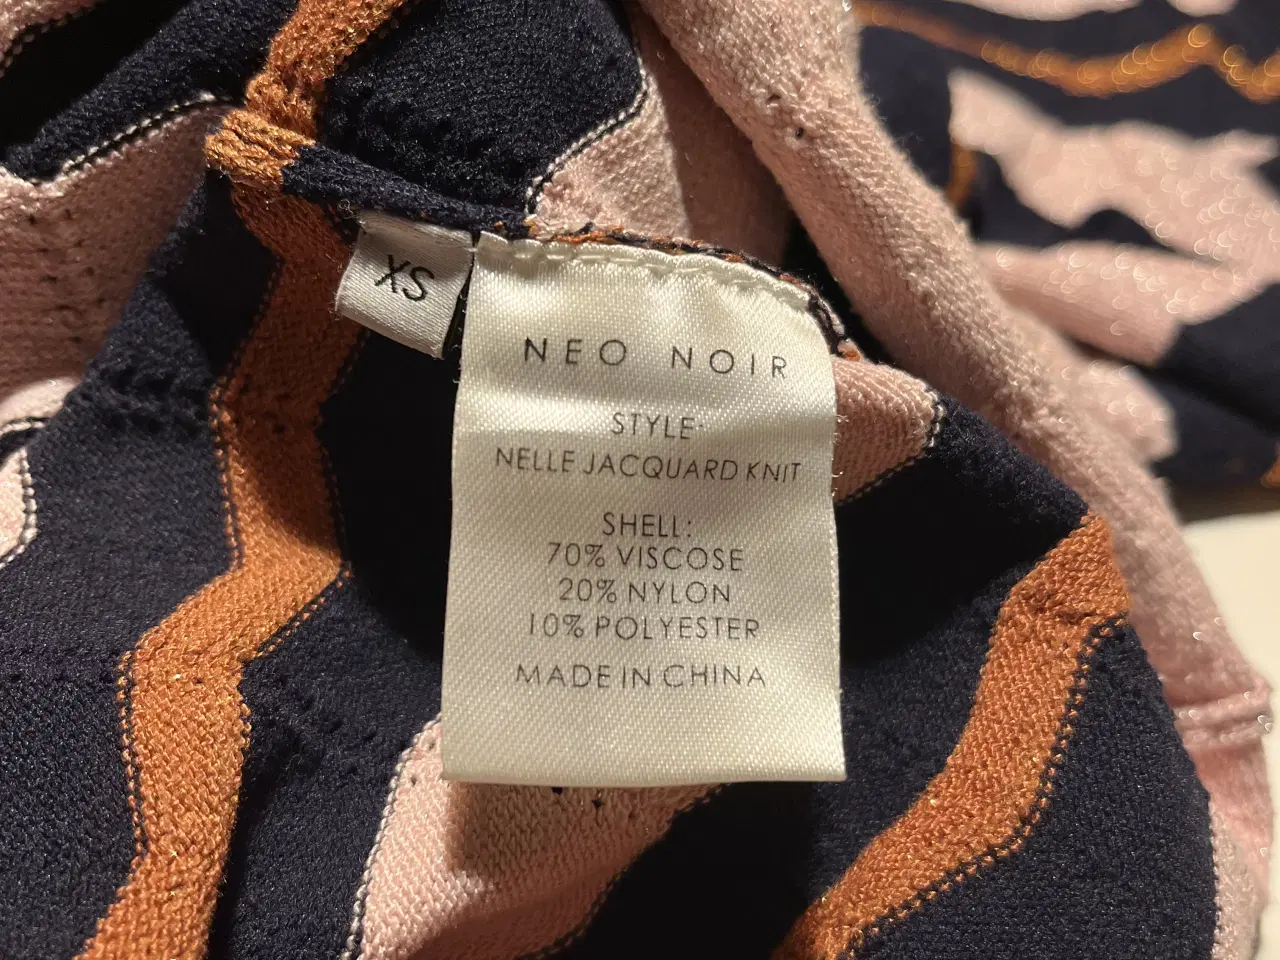 XS
NEO NOIR
STYLE:
NELLE JACQUARD KNIT
SHELL:
70% VISCOSE
20% NYLON
10% POLYESTER
MADE IN CHINA